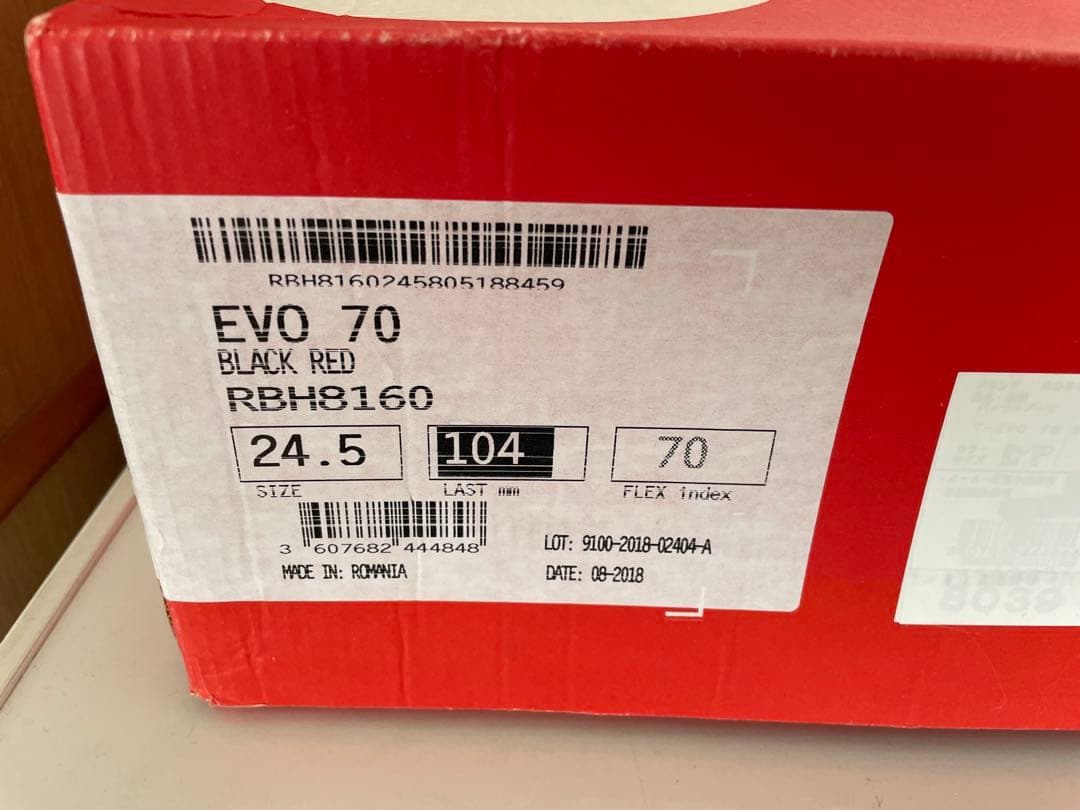 RBH8160245805188459
EVO 70
BLACK RED
RBH8160
24.5 104 70
SIZE LAST mm FLEX index
3 607682 444848
LOT: 9100-2018-02404-A
MADE IN: ROMANIA
DATE: 08-2018